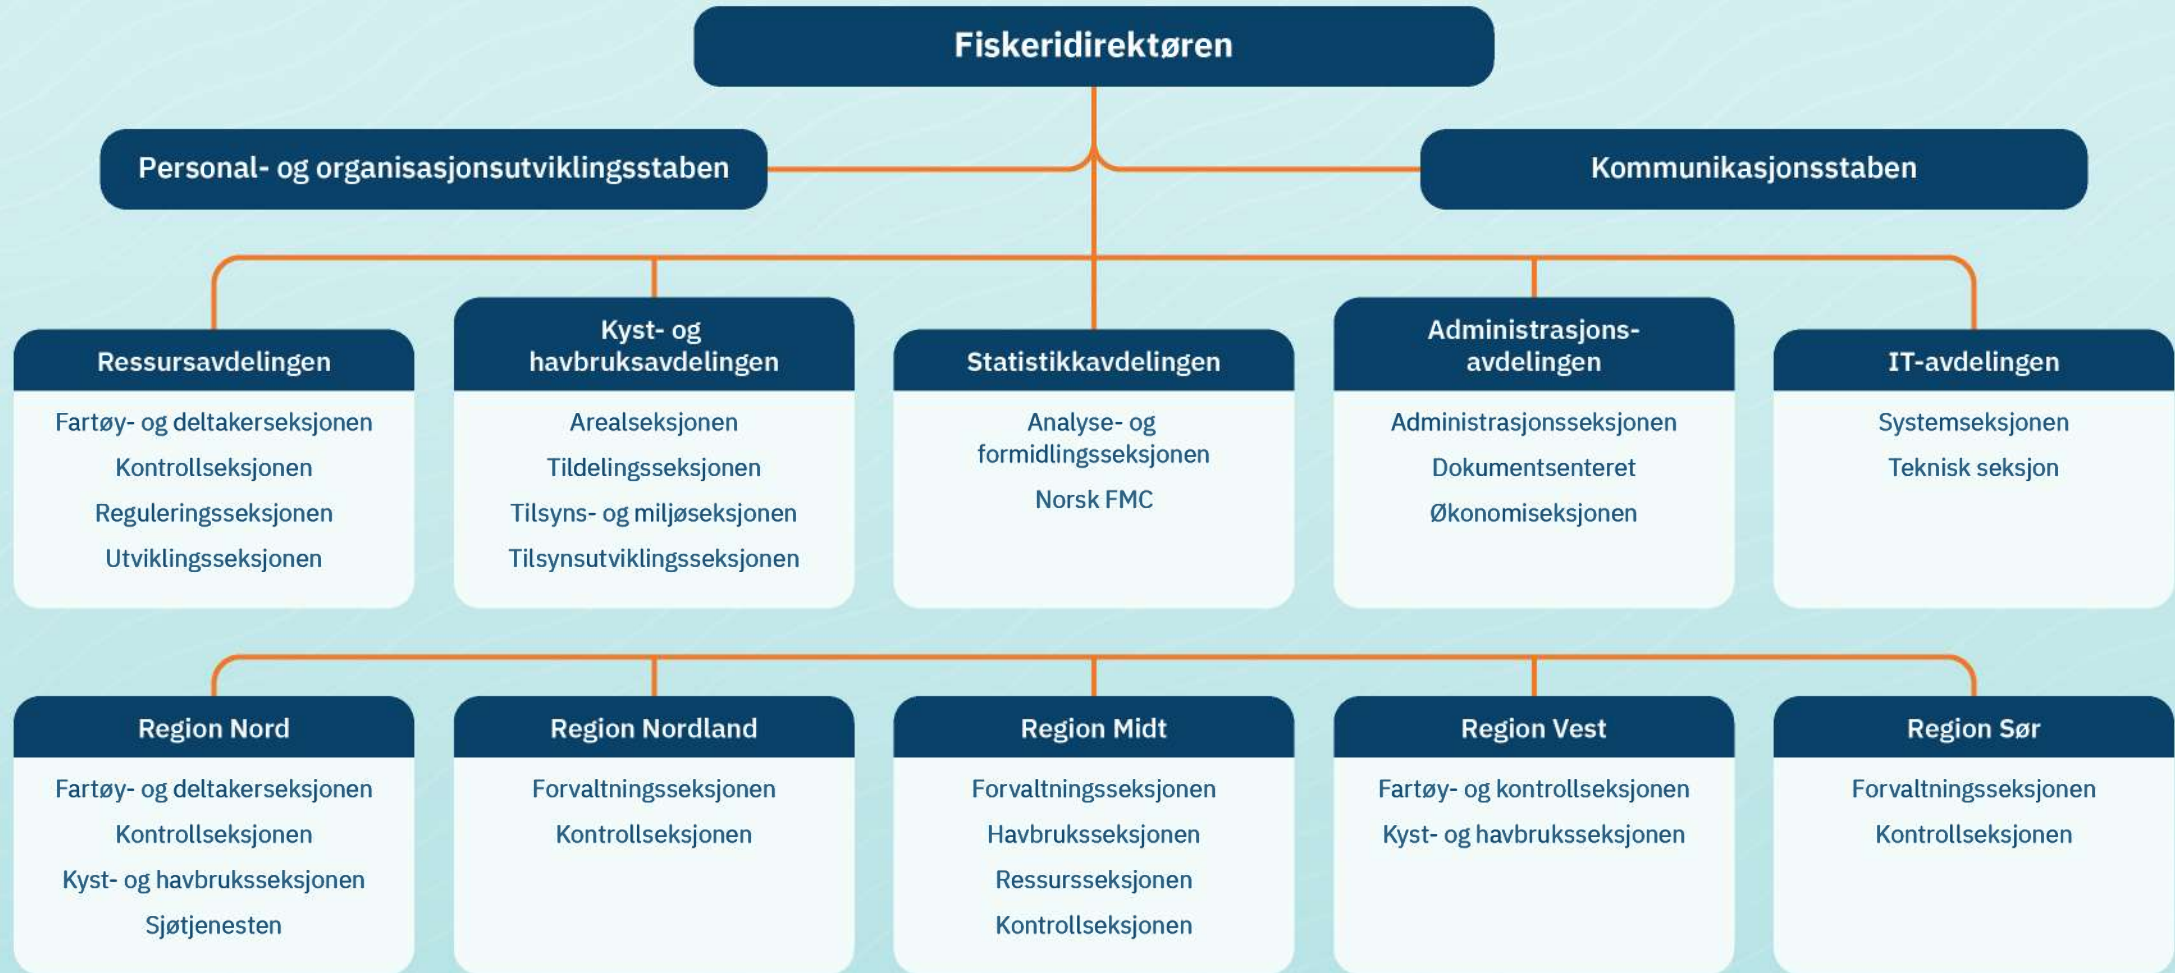 Fiskeridirektøren
Personal- og organisasjonsutviklingsstaben
Kommunikasjonsstaben
Ressursavdelingen
Fartøy- og deltakerseksjonen
Kontrollseksjonen
Reguleringsseksjonen
Utviklingsseksjonen
Kyst- og
havbruksavdelingen
Arealseksjonen
Tildelingsseksjonen
Tilsyns- og miljøseksjonen
Tilsynsutviklingsseksjonen
Statistikkavdelingen
Analyse- og
formidlingsseksjonen
Norsk FMC
Administrasjons-
avdelingen
Administrasjonsseksjonen
Dokumentsenteret
Økonomiseksjonen
IT-avdelingen
Systemseksjonen
Teknisk seksjon
Region Nord
Fartøy- og deltakerseksjonen
Kontrollseksjonen
Kyst- og havbruksseksjonen
Sjøtjenesten
Region Nordland
Forvaltningsseksjonen
Kontrollseksjonen
Region Midt
Forvaltningsseksjonen
Havbruksseksjonen
Ressursseksjonen
Kontrollseksjonen
Region Vest
Fartøy- og kontrollseksjonen
Kyst- og havbruksseksjonen
Region Sør
Forvaltningsseksjonen
Kontrollseksjonen